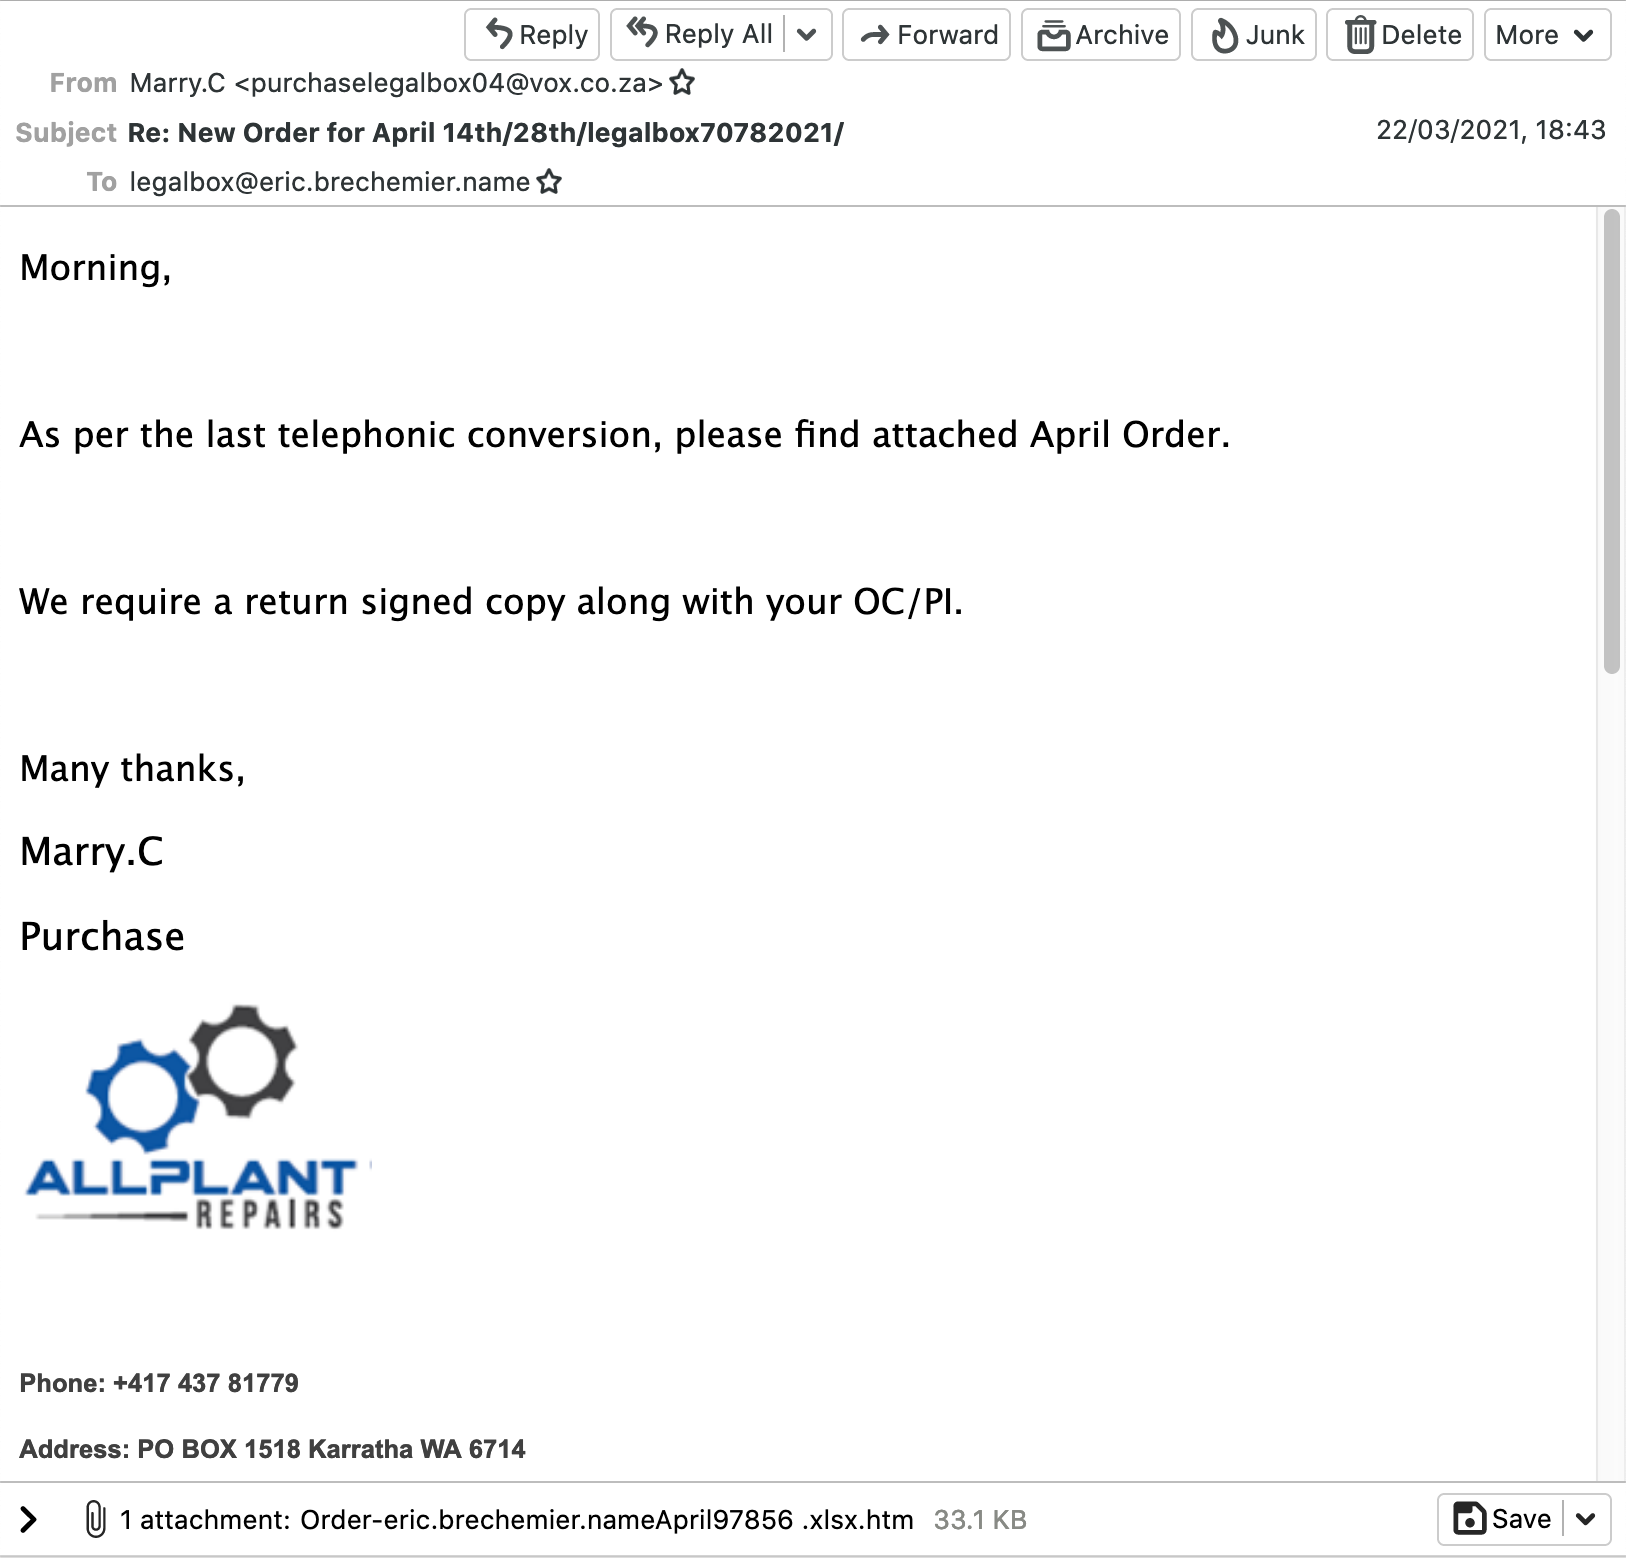 Reply Reply All Forward Archive Junk Delete More
From Marry.C <purchaselegalbox04@vox.co.za>
Subject Re: New Order for April 14th/28th/legalbox70782021/ 22/03/2021, 18:43
To legalbox@eric.brechemier.name
Morning,
As per the last telephonic conversion, please find attached April Order.
We require a return signed copy along with your OC/PI.
Many thanks,
Marry.C
Purchase
ALLPLANT
REPAIRS
Phone: +417 437 81779
Address: PO BOX 1518 Karratha WA 6714
1 attachment: Order-eric.brechemier.nameApril97856 .xlsx.htm 33.1 KB Save